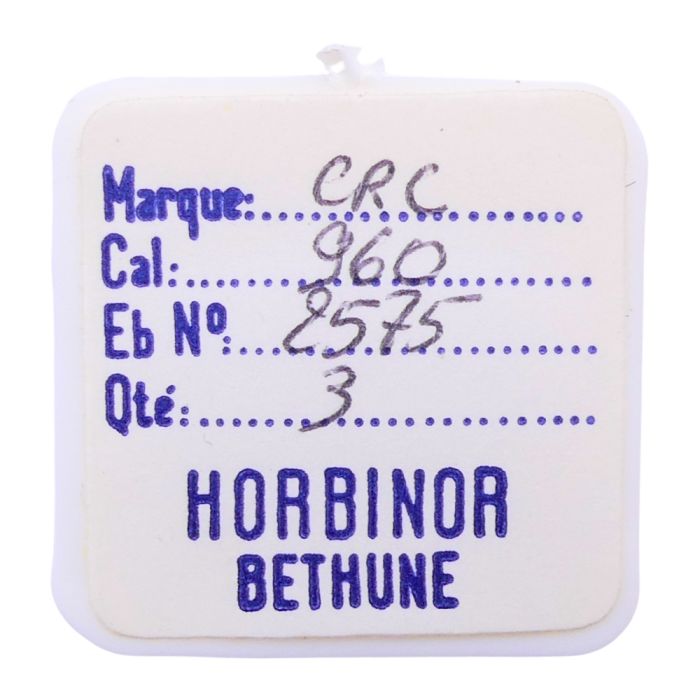 Marque: CRC
Cal: 960
Eb Nº: 2575
Qté: 3
HORBINOR
BETHUNE